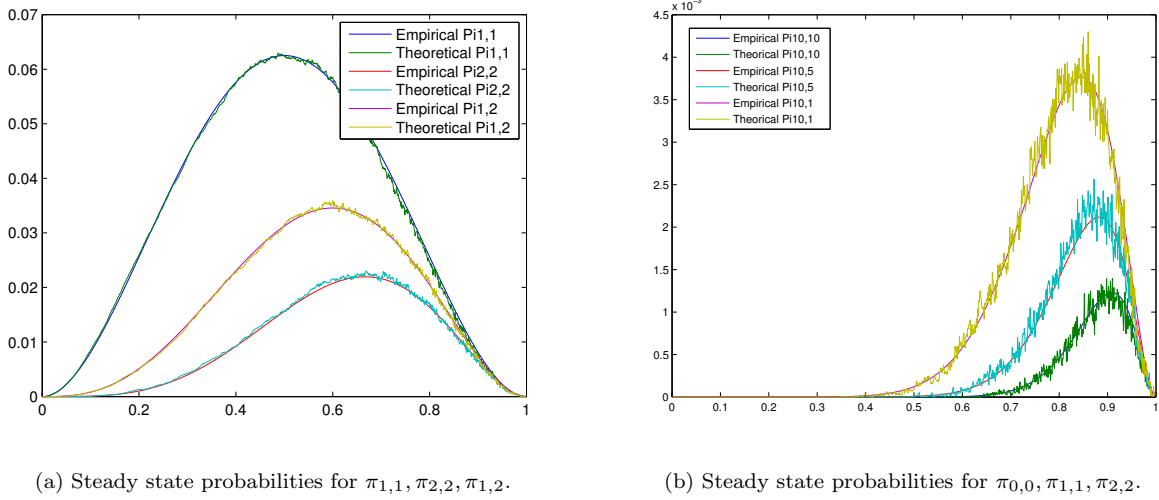 0.07
0.06
0.05
0.04
0.03
0.02
0.01
0
0
0.2
0.4
0.6
0.8
1
Empirical Pi1,1
Theoretical Pi1,1
Empirical Pi2,2
Theoretical Pi2,2
Empirical Pi1,2
Theoretical Pi1,2
x 10⁻³
4.5
4
3.5
3
2.5
2
1.5
1
0.5
0
0
0.1
0.2
0.3
0.4
0.5
0.6
0.7
0.8
0.9
1
Empirical Pi10,10
Theorical Pi10,10
Empirical Pi10,5
Theorical Pi10,5
Empirical Pi10,1
Theorical Pi10,1
(a) Steady state probabilities for π₁,₁, π₂,₂, π₁,₂.
(b) Steady state probabilities for π₀,₀, π₁,₁, π₂,₂.